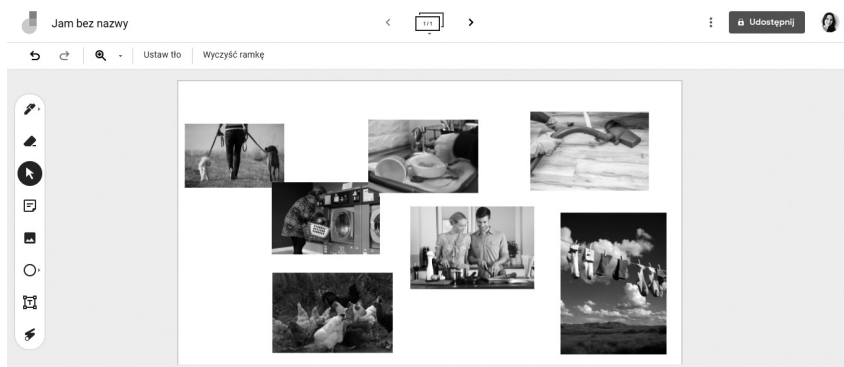 Jam bez nazwy
1/1
Udostępnij
Ustaw tło
Wyczyść ramkę
T